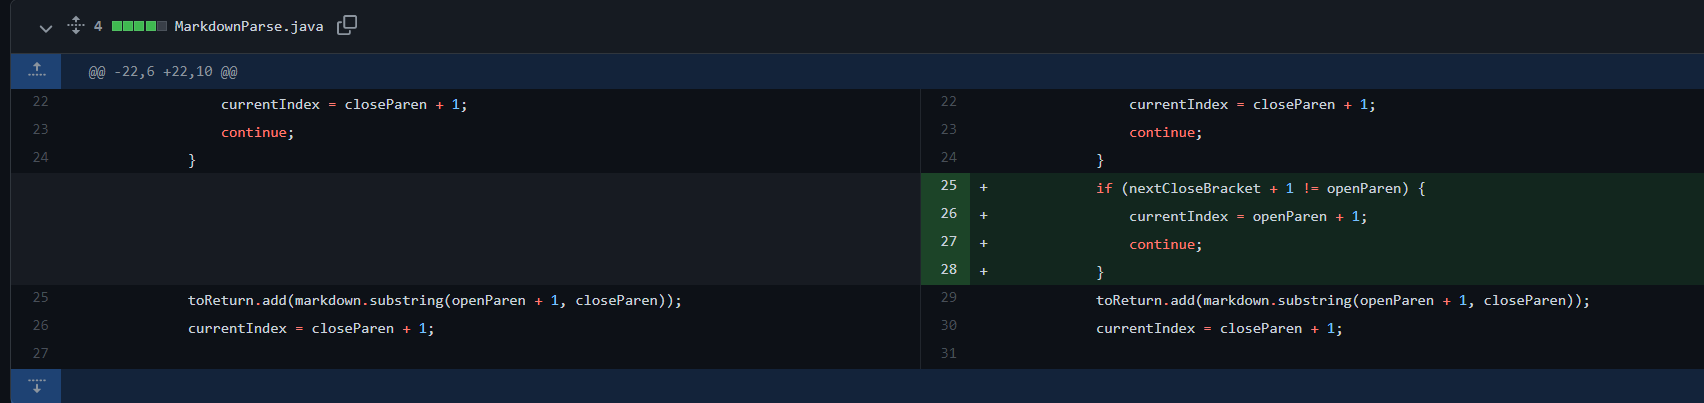 4 MarkdownParse.java
@@ -22,6 +22,10 @@
22 currentIndex = closeParen + 1;
23 continue;
24 }
25 toReturn.add(markdown.substring(openParen + 1, closeParen));
26 currentIndex = closeParen + 1;
27
22 currentIndex = closeParen + 1;
23 continue;
24 }
25 + if (nextCloseBracket + 1 != openParen) {
26 + currentIndex = openParen + 1;
27 + continue;
28 + }
29 toReturn.add(markdown.substring(openParen + 1, closeParen));
30 currentIndex = closeParen + 1;
31